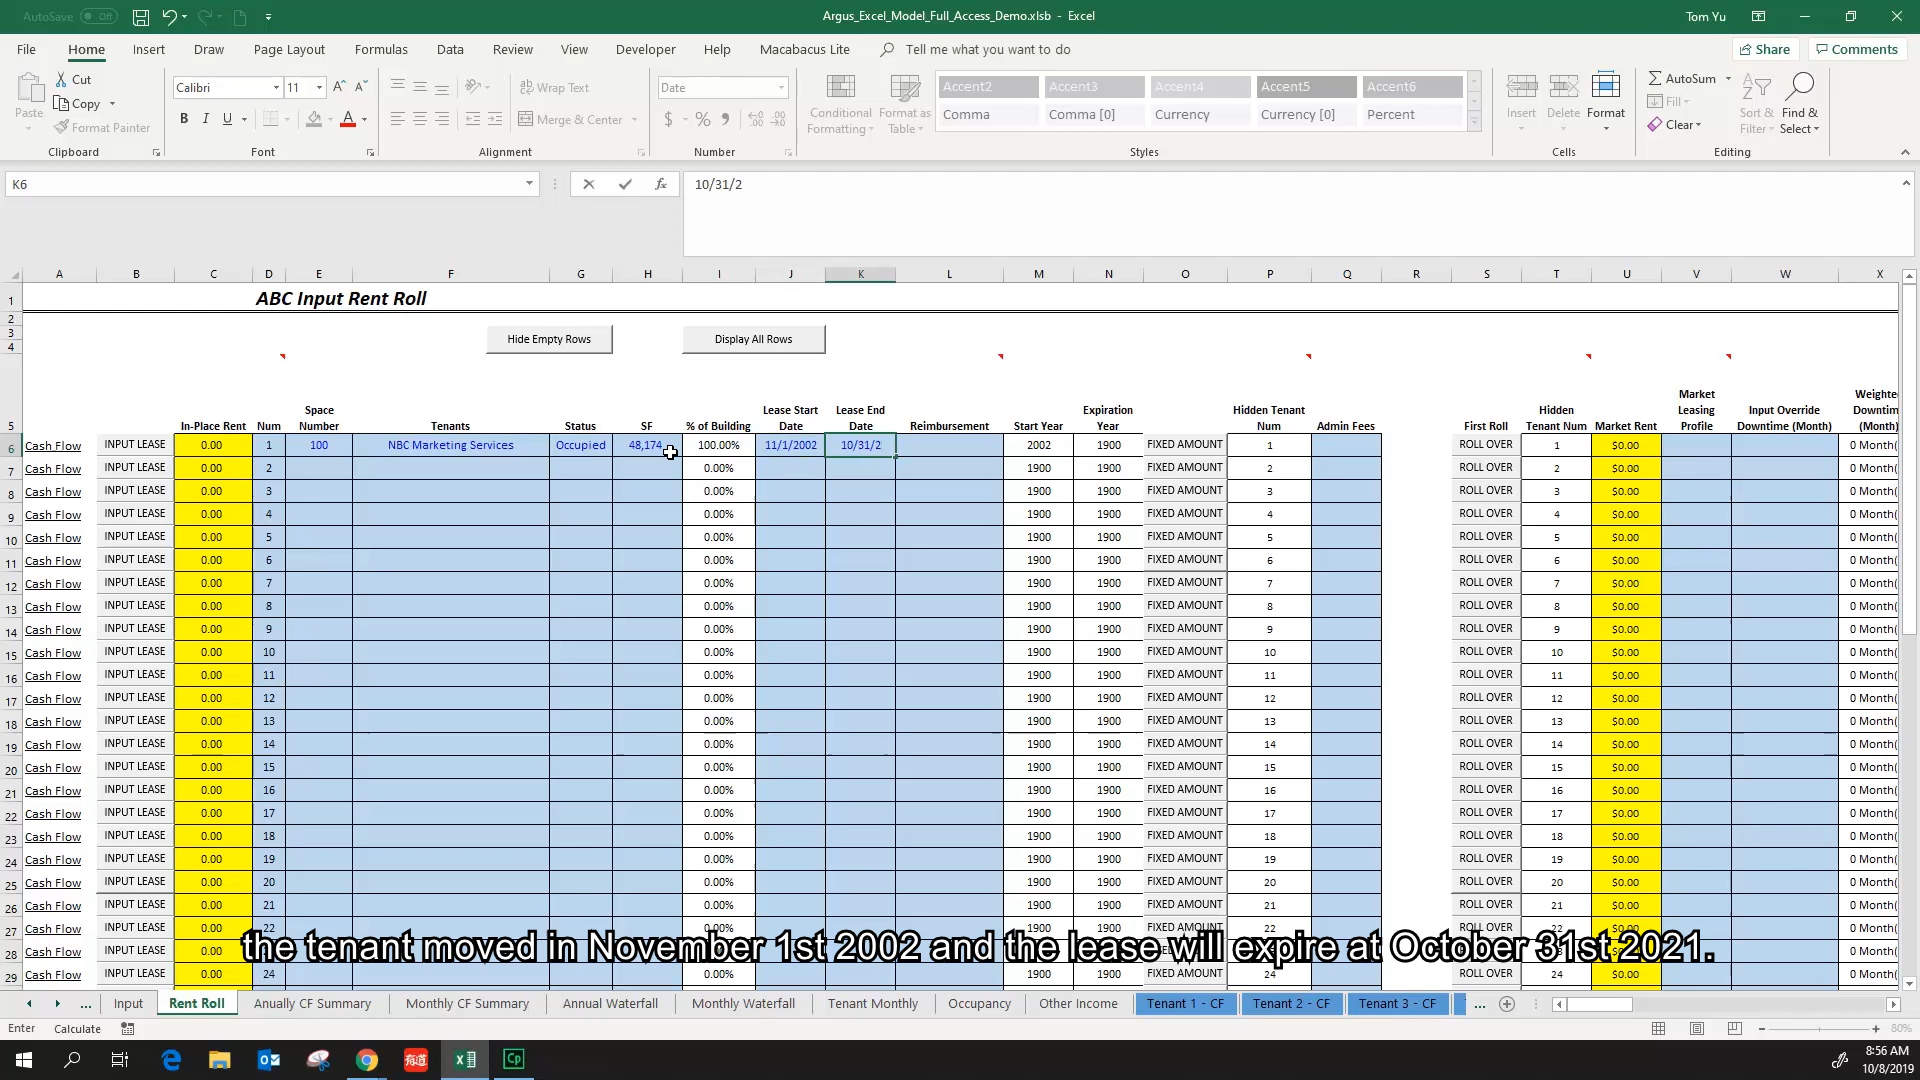 AutoSave Off
Argus_Excel_Model_Full_Access_Demo.xlsb - Excel
Tom Yu
File Home Insert Draw Page Layout Formulas Data Review View Developer Help Macabacus Lite Tell me what you want to do Share Comments
Paste Cut Copy Format Painter Clipboard
Calibri 11 B I U Font
Wrap Text Merge & Center Alignment
Date $ % Number
Conditional Formatting Format as Table
Accent2 Accent3 Accent4 Accent5 Accent6
Comma Comma [0] Currency Currency [0] Percent
Styles
Insert Delete Format Cells
AutoSum Fill Clear Sort & Filter Find & Select Editing
K6 fx 10/31/2
A B C D E F G H I J K L M N O P Q R S T U V W X
1 ABC Input Rent Roll
2
3 Hide Empty Rows Display All Rows
4
5 In-Place Rent Num Space Number Tenants Status SF % of Building Lease Start Date Lease End Date Reimbursement Start Year Expiration Year Hidden Tenant Num Admin Fees First Roll Hidden Tenant Num Market Rent Market Leasing Profile Input Override Downtime (Month) Weighte Downtim (Month)
6 Cash Flow INPUT LEASE 0.00 1 100 NBC Marketing Services Occupied 48,174 100.00% 11/1/2002 10/31/2 2002 1900 FIXED AMOUNT 1 ROLL OVER 1 $0.00 0 Month(
7 Cash Flow INPUT LEASE 0.00 2 0.00% 1900 1900 FIXED AMOUNT 2 ROLL OVER 2 $0.00 0 Month(
8 Cash Flow INPUT LEASE 0.00 3 0.00% 1900 1900 FIXED AMOUNT 3 ROLL OVER 3 $0.00 0 Month(
9 Cash Flow INPUT LEASE 0.00 4 0.00% 1900 1900 FIXED AMOUNT 4 ROLL OVER 4 $0.00 0 Month(
10 Cash Flow INPUT LEASE 0.00 5 0.00% 1900 1900 FIXED AMOUNT 5 ROLL OVER 5 $0.00 0 Month(
11 Cash Flow INPUT LEASE 0.00 6 0.00% 1900 1900 FIXED AMOUNT 6 ROLL OVER 6 $0.00 0 Month(
12 Cash Flow INPUT LEASE 0.00 7 0.00% 1900 1900 FIXED AMOUNT 7 ROLL OVER 7 $0.00 0 Month(
13 Cash Flow INPUT LEASE 0.00 8 0.00% 1900 1900 FIXED AMOUNT 8 ROLL OVER 8 $0.00 0 Month(
14 Cash Flow INPUT LEASE 0.00 9 0.00% 1900 1900 FIXED AMOUNT 9 ROLL OVER 9 $0.00 0 Month(
15 Cash Flow INPUT LEASE 0.00 10 0.00% 1900 1900 FIXED AMOUNT 10 ROLL OVER 10 $0.00 0 Month(
16 Cash Flow INPUT LEASE 0.00 11 0.00% 1900 1900 FIXED AMOUNT 11 ROLL OVER 11 $0.00 0 Month(
17 Cash Flow INPUT LEASE 0.00 12 0.00% 1900 1900 FIXED AMOUNT 12 ROLL OVER 12 $0.00 0 Month(
18 Cash Flow INPUT LEASE 0.00 13 0.00% 1900 1900 FIXED AMOUNT 13 ROLL OVER 13 $0.00 0 Month(
19 Cash Flow INPUT LEASE 0.00 14 0.00% 1900 1900 FIXED AMOUNT 14 ROLL OVER 14 $0.00 0 Month(
20 Cash Flow INPUT LEASE 0.00 15 0.00% 1900 1900 FIXED AMOUNT 15 ROLL OVER 15 $0.00 0 Month(
21 Cash Flow INPUT LEASE 0.00 16 0.00% 1900 1900 FIXED AMOUNT 16 ROLL OVER 16 $0.00 0 Month(
22 Cash Flow INPUT LEASE 0.00 17 0.00% 1900 1900 FIXED AMOUNT 17 ROLL OVER 17 $0.00 0 Month(
23 Cash Flow INPUT LEASE 0.00 18 0.00% 1900 1900 FIXED AMOUNT 18 ROLL OVER 18 $0.00 0 Month(
24 Cash Flow INPUT LEASE 0.00 19 0.00% 1900 1900 FIXED AMOUNT 19 ROLL OVER 19 $0.00 0 Month(
25 Cash Flow INPUT LEASE 0.00 20 0.00% 1900 1900 FIXED AMOUNT 20 ROLL OVER 20 $0.00 0 Month(
26 Cash Flow INPUT LEASE 0.00 21 0.00% 1900 1900 FIXED AMOUNT 21 ROLL OVER 21 $0.00 0 Month(
27 Cash Flow INPUT LEASE 0.00 22 0.00% 1900 1900 FIXED AMOUNT 22 ROLL OVER 22 $0.00 0 Month(
28 Cash Flow INPUT LEASE 0.00 0 Month(
the tenant moved in November 1st 2002 and the lease will expire at October 31st 2021.
29 Cash Flow INPUT LEASE 0.00 24 0.00% 1900 1900 FIXED AMOUNT 24 ROLL OVER 24 $0.00 0 Month(
... Input Rent Roll Anually CF Summary Monthly CF Summary Annual Waterfall Monthly Waterfall Tenant Monthly Occupancy Other Income Tenant 1 - CF Tenant 2 - CF Tenant 3 - CF ...
Enter Calculate 80%
有道 Cp
8:56 AM
10/8/2019